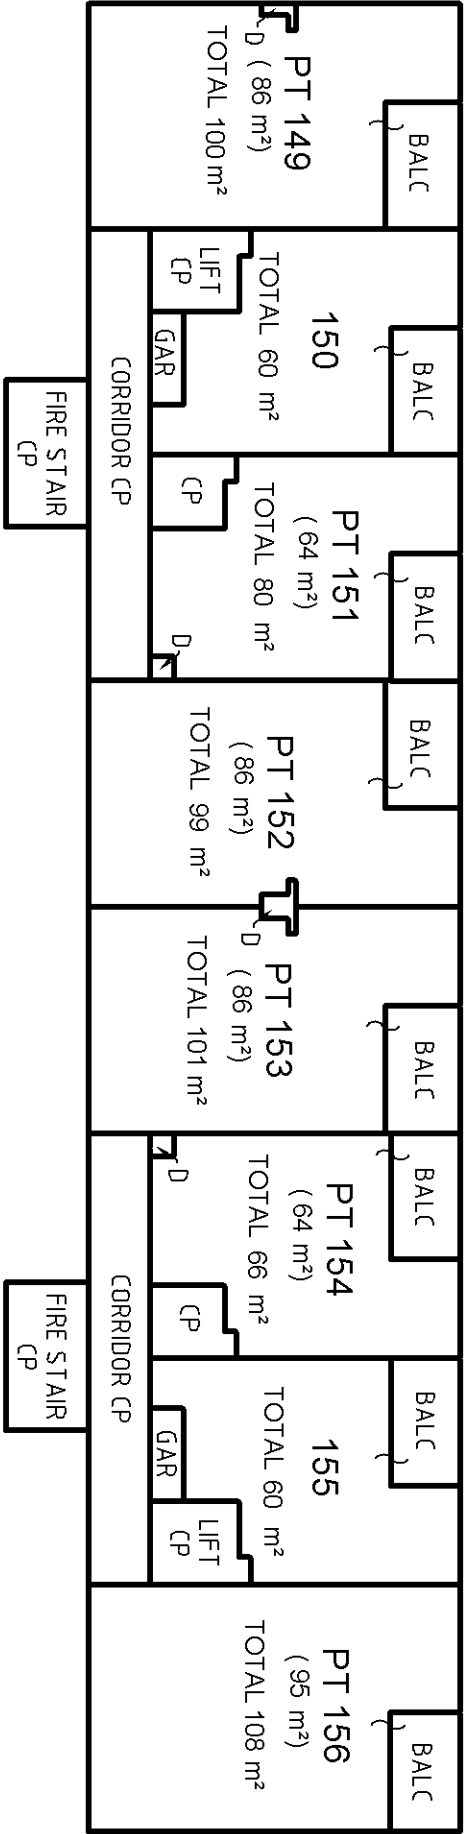 BALC
PT 149
( 86 m²)
D
TOTAL 100 m²
BALC
150
TOTAL 60 m²
LIFT
CP
GAR
BALC
PT 151
( 64 m²)
TOTAL 80 m²
CP
D
CORRIDOR CP
FIRE STAIR
CP
BALC
PT 152
( 86 m²)
TOTAL 99 m²
BALC
PT 153
( 86 m²)
D
TOTAL 101 m²
BALC
PT 154
( 64 m²)
TOTAL 66 m²
D
CP
BALC
155
TOTAL 60 m²
GAR
LIFT
CP
CORRIDOR CP
FIRE STAIR
CP
BALC
PT 156
( 95 m²)
TOTAL 108 m²